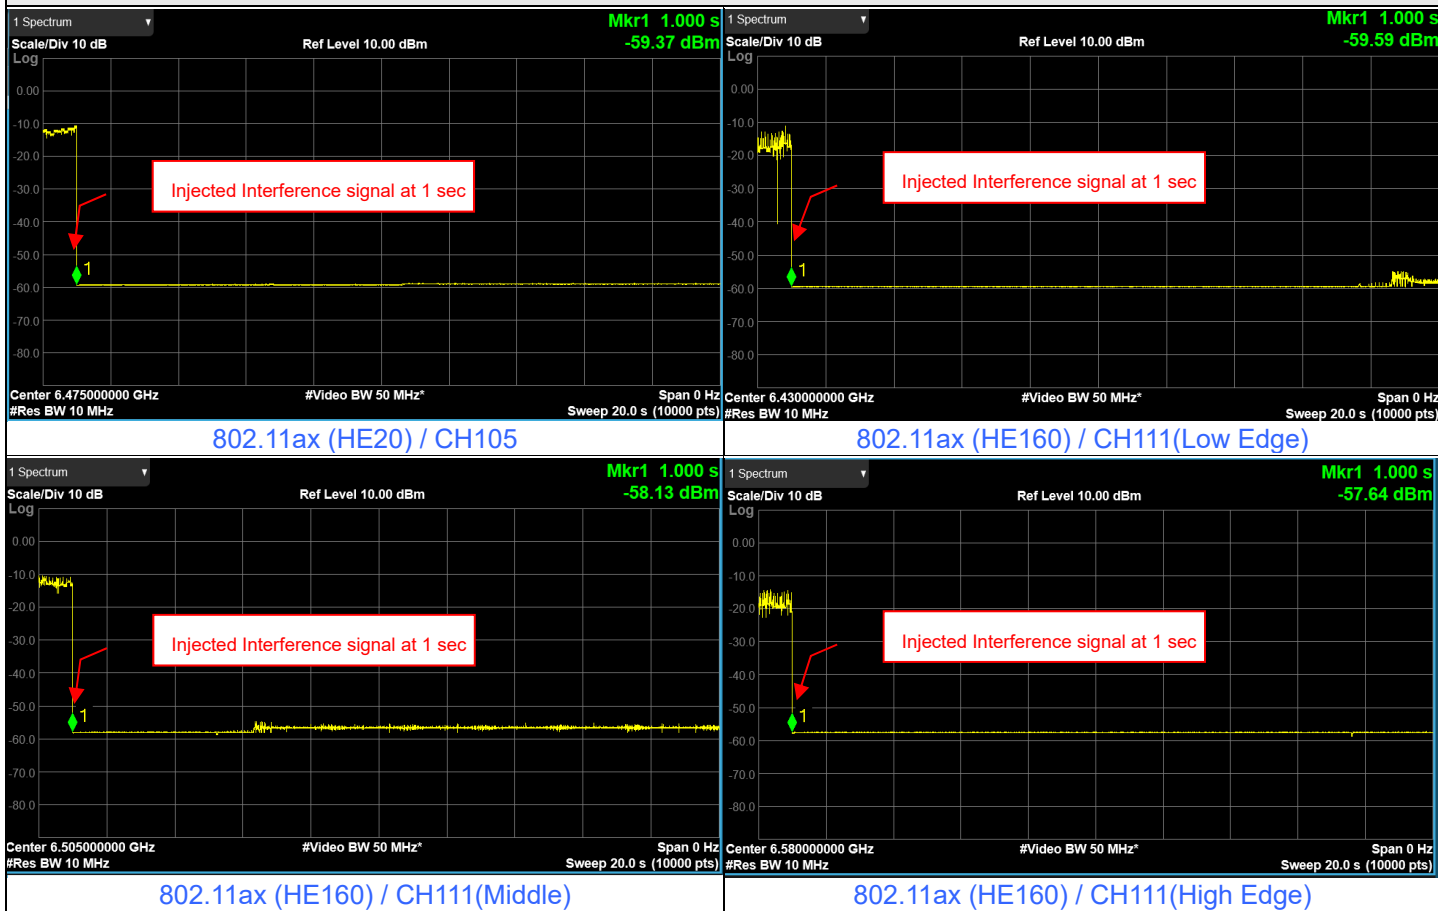 1 Spectrum
Mkr1 1.000 s
Scale/Div 10 dB
Ref Level 10.00 dBm
-59.37 dBm
Log
0.00
-10.0
-20.0
-30.0
-40.0
-50.0
-60.0
-70.0
-80.0
Injected Interference signal at 1 sec
1
Center 6.475000000 GHz
#Video BW 50 MHz*
Span 0 Hz
#Res BW 10 MHz
Sweep 20.0 s (10000 pts)
802.11ax (HE20) / CH105
1 Spectrum
Mkr1 1.000 s
Scale/Div 10 dB
Ref Level 10.00 dBm
-59.59 dBm
Log
0.00
-10.0
-20.0
-30.0
-40.0
-50.0
-60.0
-70.0
-80.0
Injected Interference signal at 1 sec
1
Center 6.430000000 GHz
#Video BW 50 MHz*
Span 0 Hz
#Res BW 10 MHz
Sweep 20.0 s (10000 pts)
802.11ax (HE160) / CH111(Low Edge)
1 Spectrum
Mkr1 1.000 s
Scale/Div 10 dB
Ref Level 10.00 dBm
-58.13 dBm
Log
0.00
-10.0
-20.0
-30.0
-40.0
-50.0
-60.0
-70.0
-80.0
Injected Interference signal at 1 sec
1
Center 6.505000000 GHz
#Video BW 50 MHz*
Span 0 Hz
#Res BW 10 MHz
Sweep 20.0 s (10000 pts)
802.11ax (HE160) / CH111(Middle)
1 Spectrum
Mkr1 1.000 s
Scale/Div 10 dB
Ref Level 10.00 dBm
-57.64 dBm
Log
0.00
-10.0
-20.0
-30.0
-40.0
-50.0
-60.0
-70.0
-80.0
Injected Interference signal at 1 sec
1
Center 6.580000000 GHz
#Video BW 50 MHz*
Span 0 Hz
#Res BW 10 MHz
Sweep 20.0 s (10000 pts)
802.11ax (HE160) / CH111(High Edge)